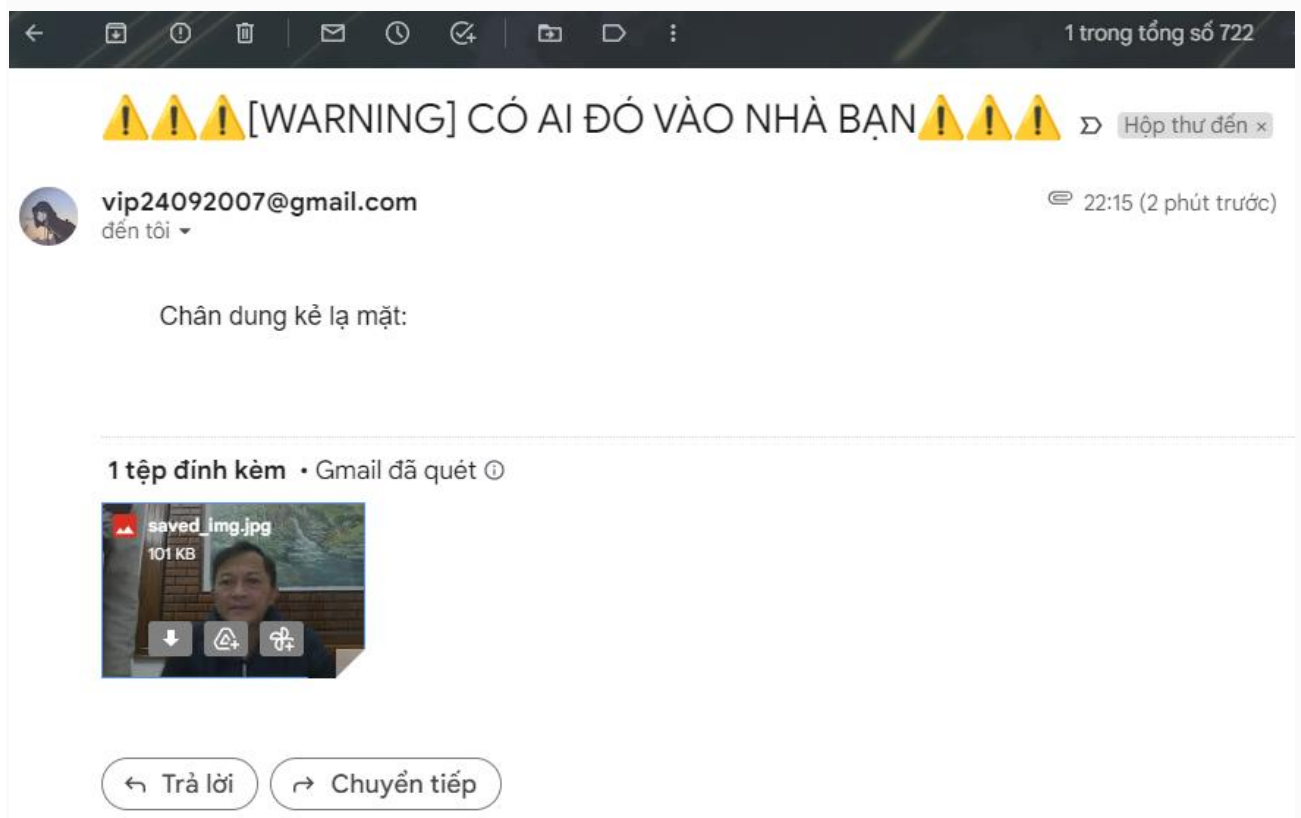 1 trong tổng số 722
⚠️⚠️⚠️[WARNING] CÓ AI ĐÓ VÀO NHÀ BẠN⚠️⚠️⚠️ Hộp thư đến ×
vip24092007@gmail.com
22:15 (2 phút trước)
đến tôi
Chân dung kẻ lạ mặt:
1 tệp đính kèm • Gmail đã quét
saved_img.jpg
101 KB
Trả lời
Chuyển tiếp